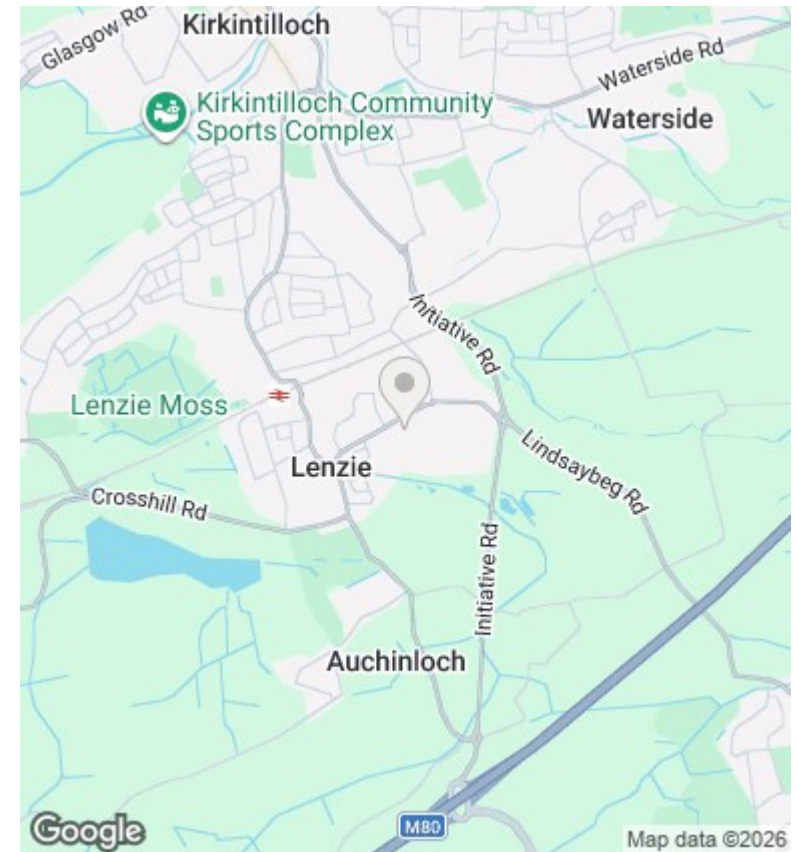 Glasgow Rd
Kirkintilloch
Waterside Rd
Kirkintilloch Community
Sports Complex
Waterside
Initiative Rd
Lenzie Moss
Lenzie
Lindsaybeg Rd
Crosshill Rd
Initiative Rd
Auchinloch
M80
Google
Map data ©2026